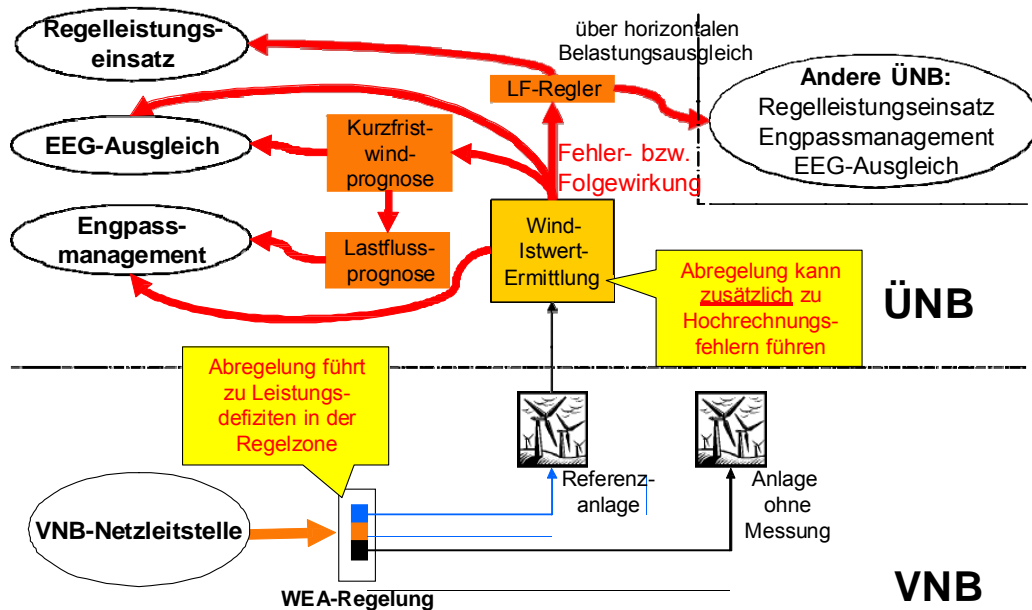 Regelleistungs-
einsatz
über horizontalen
Belastungsausgleich
LF-Regler
Andere ÜNB:
Regelleistungseinsatz
Engpassmanagement
EEG-Ausgleich
EEG-Ausgleich
Kurzfrist-
wind-
prognose
Fehler- bzw.
Folgewirkung
Engpass-
management
Lastfluss-
prognose
Wind-
Istwert-
Ermittlung
Abregelung kann
zusätzlich zu
Hochrechnungs-
fehlern führen
ÜNB
Abregelung führt
zu Leistungs-
defiziten in der
Regelzone
Referenz-
anlage
Anlage
ohne
Messung
VNB-Netzleitstelle
WEA-Regelung
VNB